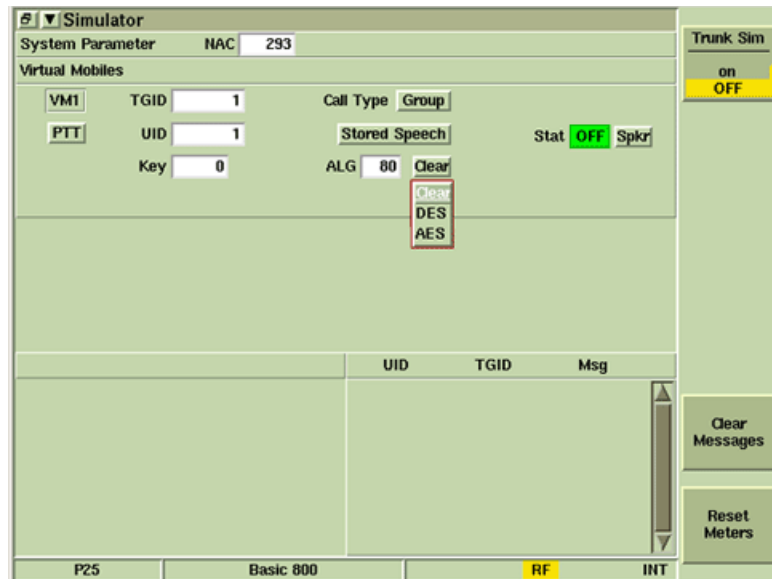 Simulator
System Parameter NAC 293
Trunk Sim
on
OFF
Virtual Mobiles
VM1 TGID 1 Call Type Group
PTT UID 1 Stored Speech Stat OFF Spkr
Key 0 ALG 80 Clear
Clear
DES
AES
UID TGID Msg
Clear
Messages
Reset
Meters
P25 Basic 800 RF INT